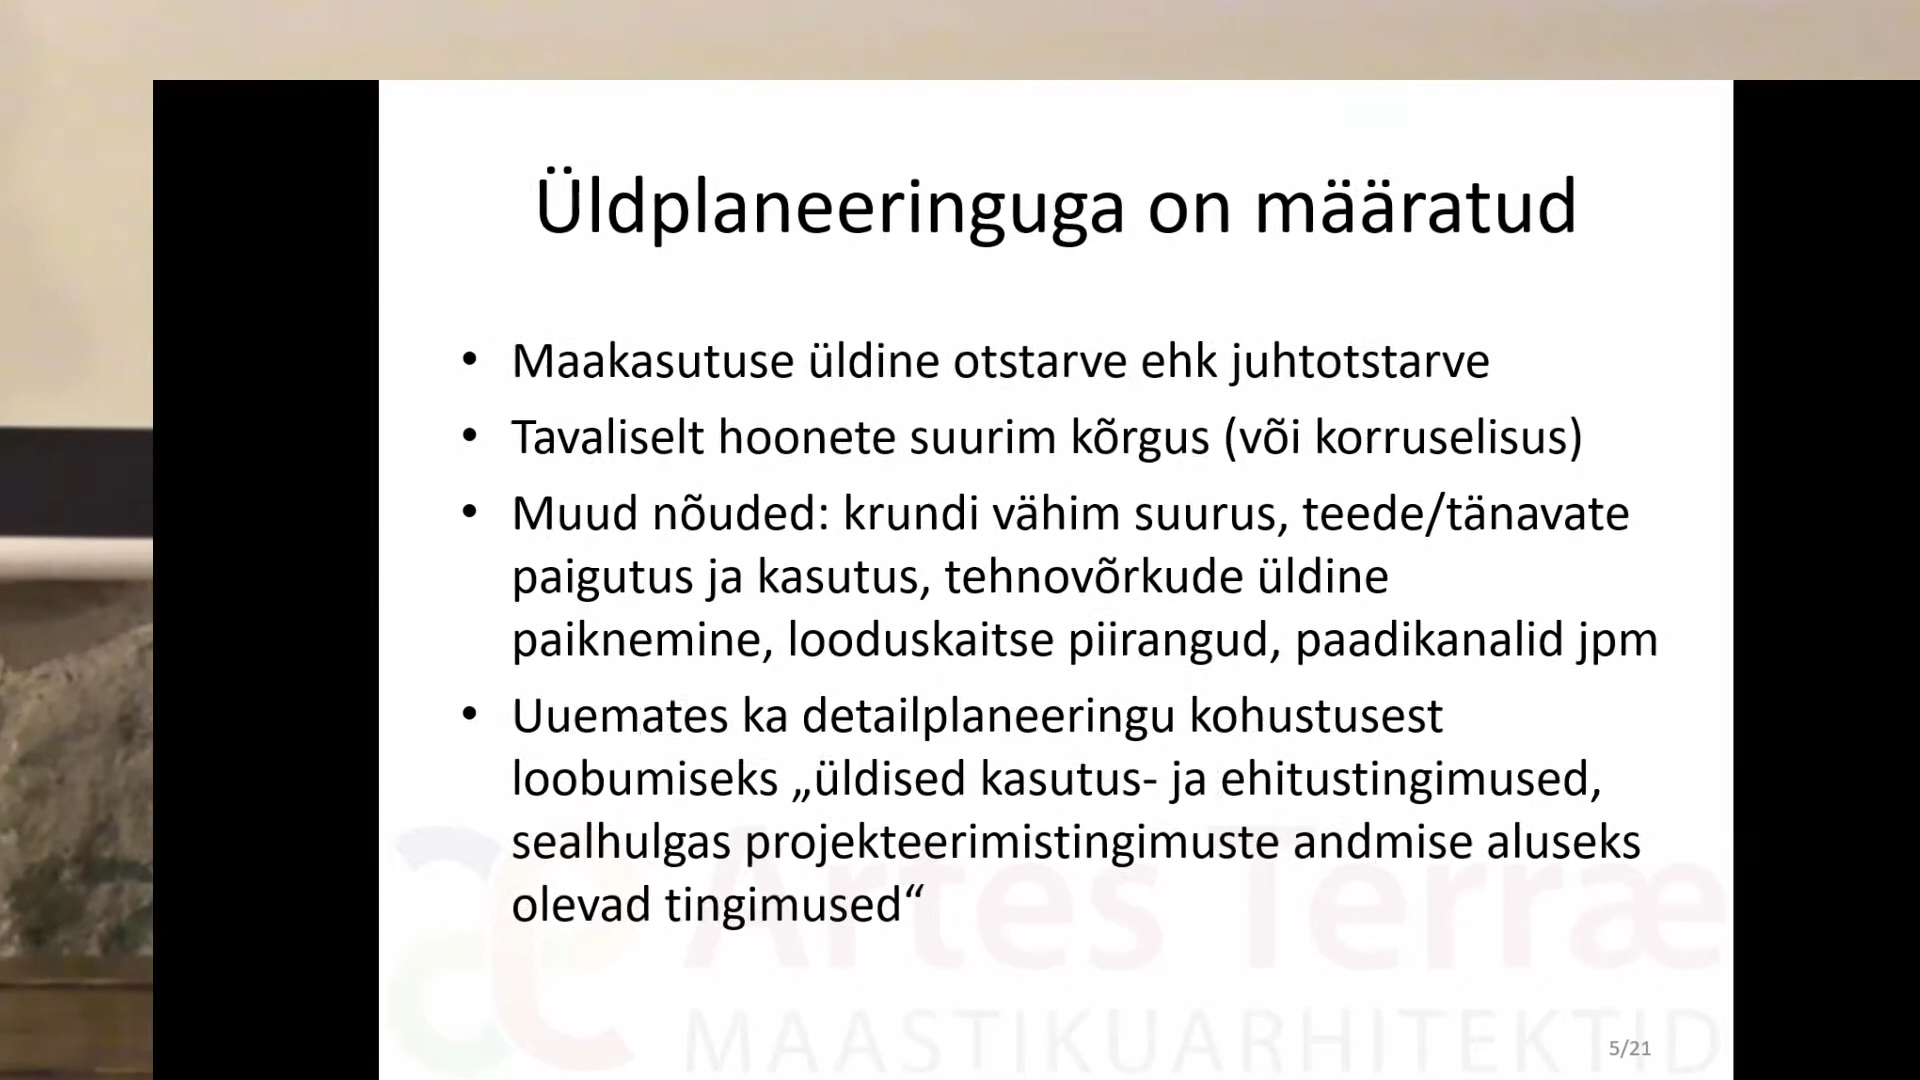 Üldplaneeringuga on määratud
• Maakasutuse üldine otstarve ehk juhtotstarve
• Tavaliselt hoonete suurim kõrgus (või korruselisus)
• Muud nõuded: krundi vähim suurus, teede/tänavate
paigutus ja kasutus, tehnovõrkude üldine
paiknemine, looduskaitse piirangud, paadikanalid jpm
• Uuemates ka detailplaneeringu kohustusest
loobumiseks „üldised kasutus- ja ehitustingimused,
sealhulgas projekteerimistingimuste andmise aluseks
olevad tingimused“
Artes Terræ
MAASTIKUARHITEKTID
5/21